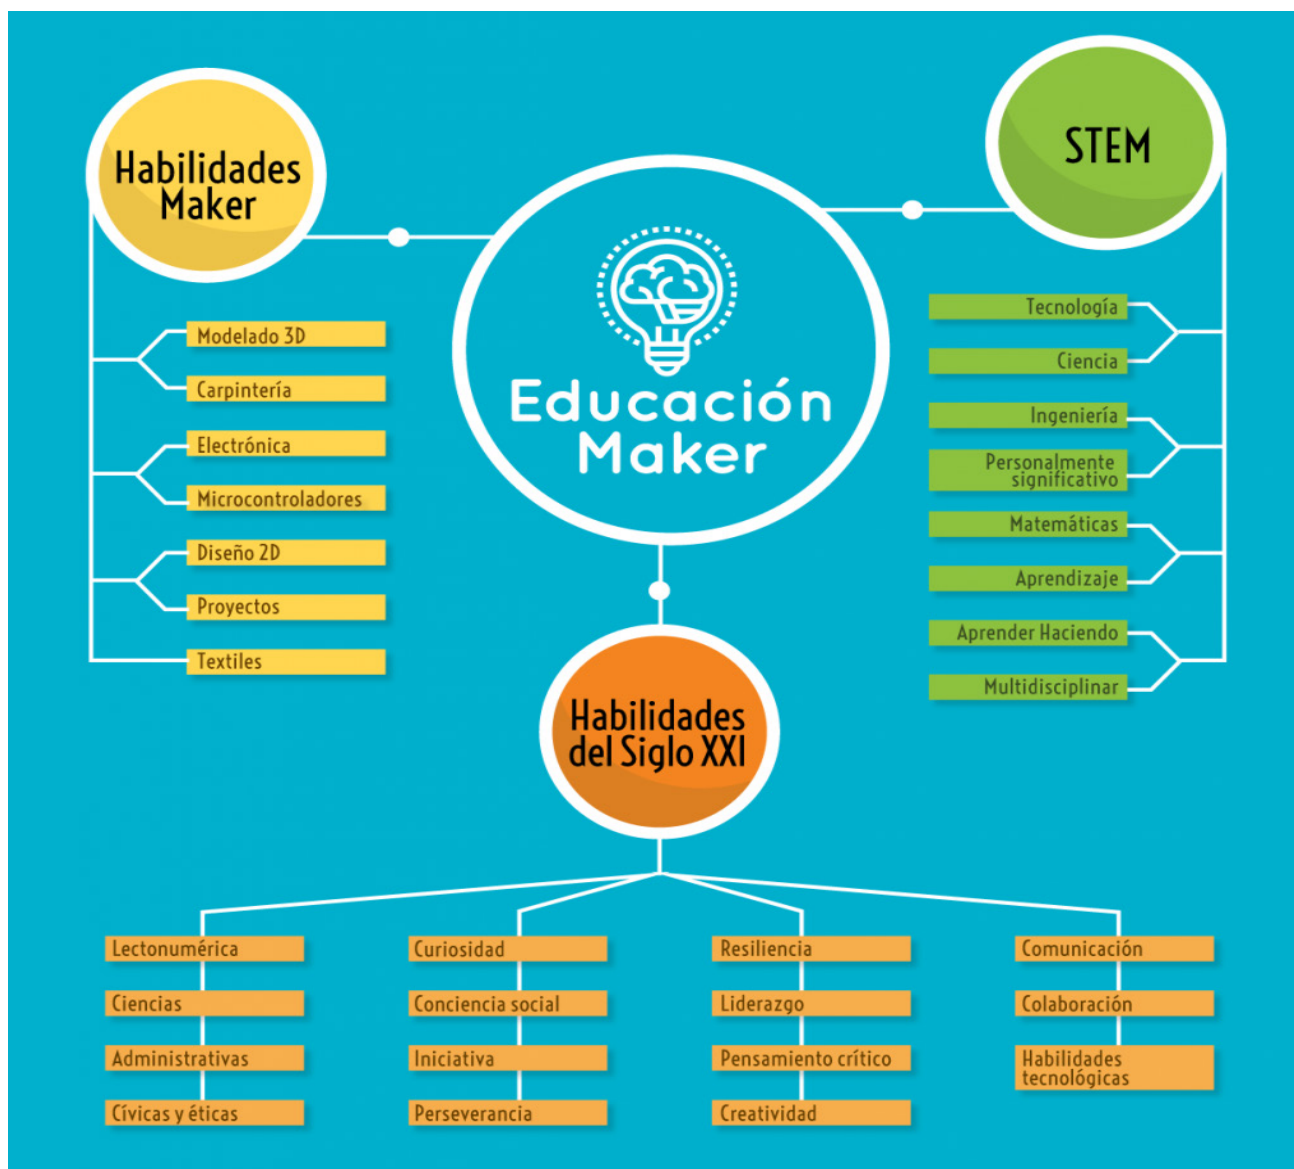 Habilidades
Maker
STEM
Educación
Maker
Modelado 3D
Carpintería
Electrónica
Microcontroladores
Diseño 2D
Proyectos
Textiles
Tecnología
Ciencia
Ingeniería
Personalmente
significativo
Matemáticas
Aprendizaje
Aprender Haciendo
Multidisciplinar
Habilidades
del Siglo XXI
Lectonumérica
Ciencias
Administrativas
Cívicas y éticas
Curiosidad
Conciencia social
Iniciativa
Perseverancia
Resiliencia
Liderazgo
Pensamiento crítico
Creatividad
Comunicación
Colaboración
Habilidades
tecnológicas